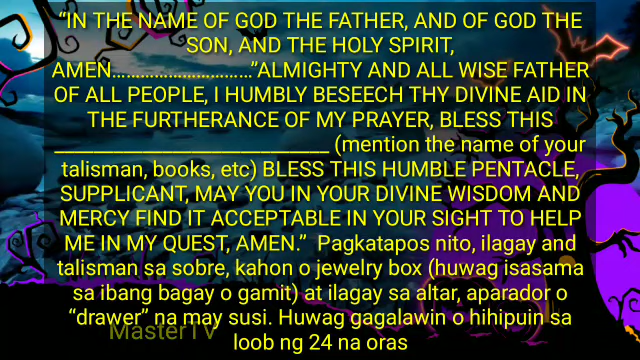 “IN THE NAME OF GOD THE FATHER, AND OF GOD THE
SON, AND THE HOLY SPIRIT,
AMEN…………………………”ALMIGHTY AND ALL WISE FATHER
OF ALL PEOPLE, I HUMBLY BESEECH THY DIVINE AID IN
THE FURTHERANCE OF MY PRAYER, BLESS THIS
____________________________ (mention the name of your
talisman, books, etc) BLESS THIS HUMBLE PENTACLE,
SUPPLICANT, MAY YOU IN YOUR DIVINE WISDOM AND
MERCY FIND IT ACCEPTABLE IN YOUR SIGHT TO HELP
ME IN MY QUEST, AMEN.” Pagkatapos nito, ilagay and
talisman sa sobre, kahon o jewelry box (huwag isasama
sa ibang bagay o gamit) at ilagay sa altar, aparador o
“drawer” na may susi. Huwag gagalawin o hihipuin sa
loob ng 24 na oras
MasterTV